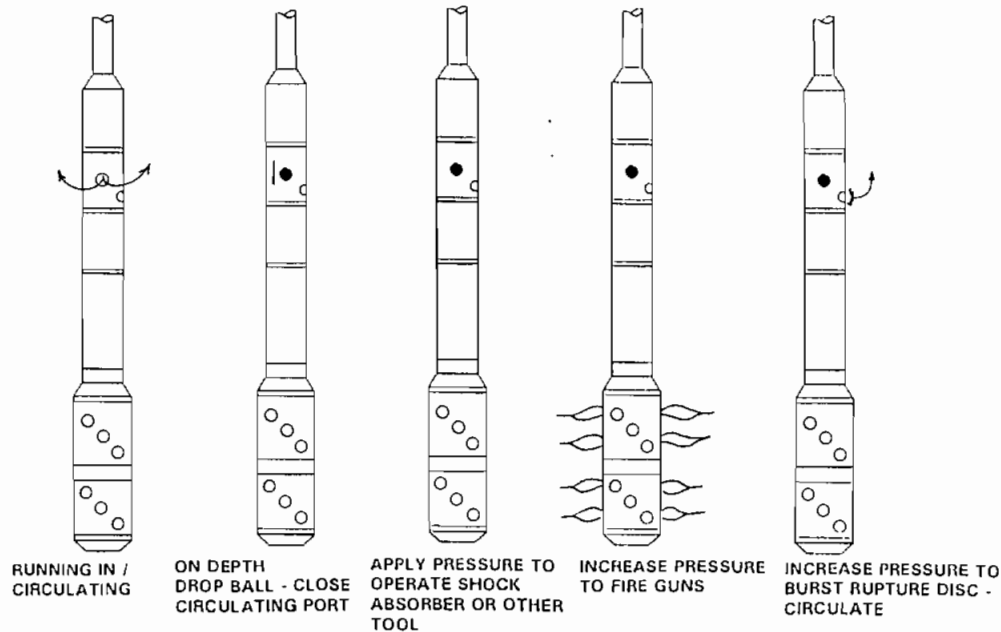 RUNNING IN /
CIRCULATING
ON DEPTH
DROP BALL - CLOSE
CIRCULATING PORT
APPLY PRESSURE TO
OPERATE SHOCK
ABSORBER OR OTHER
TOOL
INCREASE PRESSURE
TO FIRE GUNS
INCREASE PRESSURE TO
BURST RUPTURE DISC -
CIRCULATE